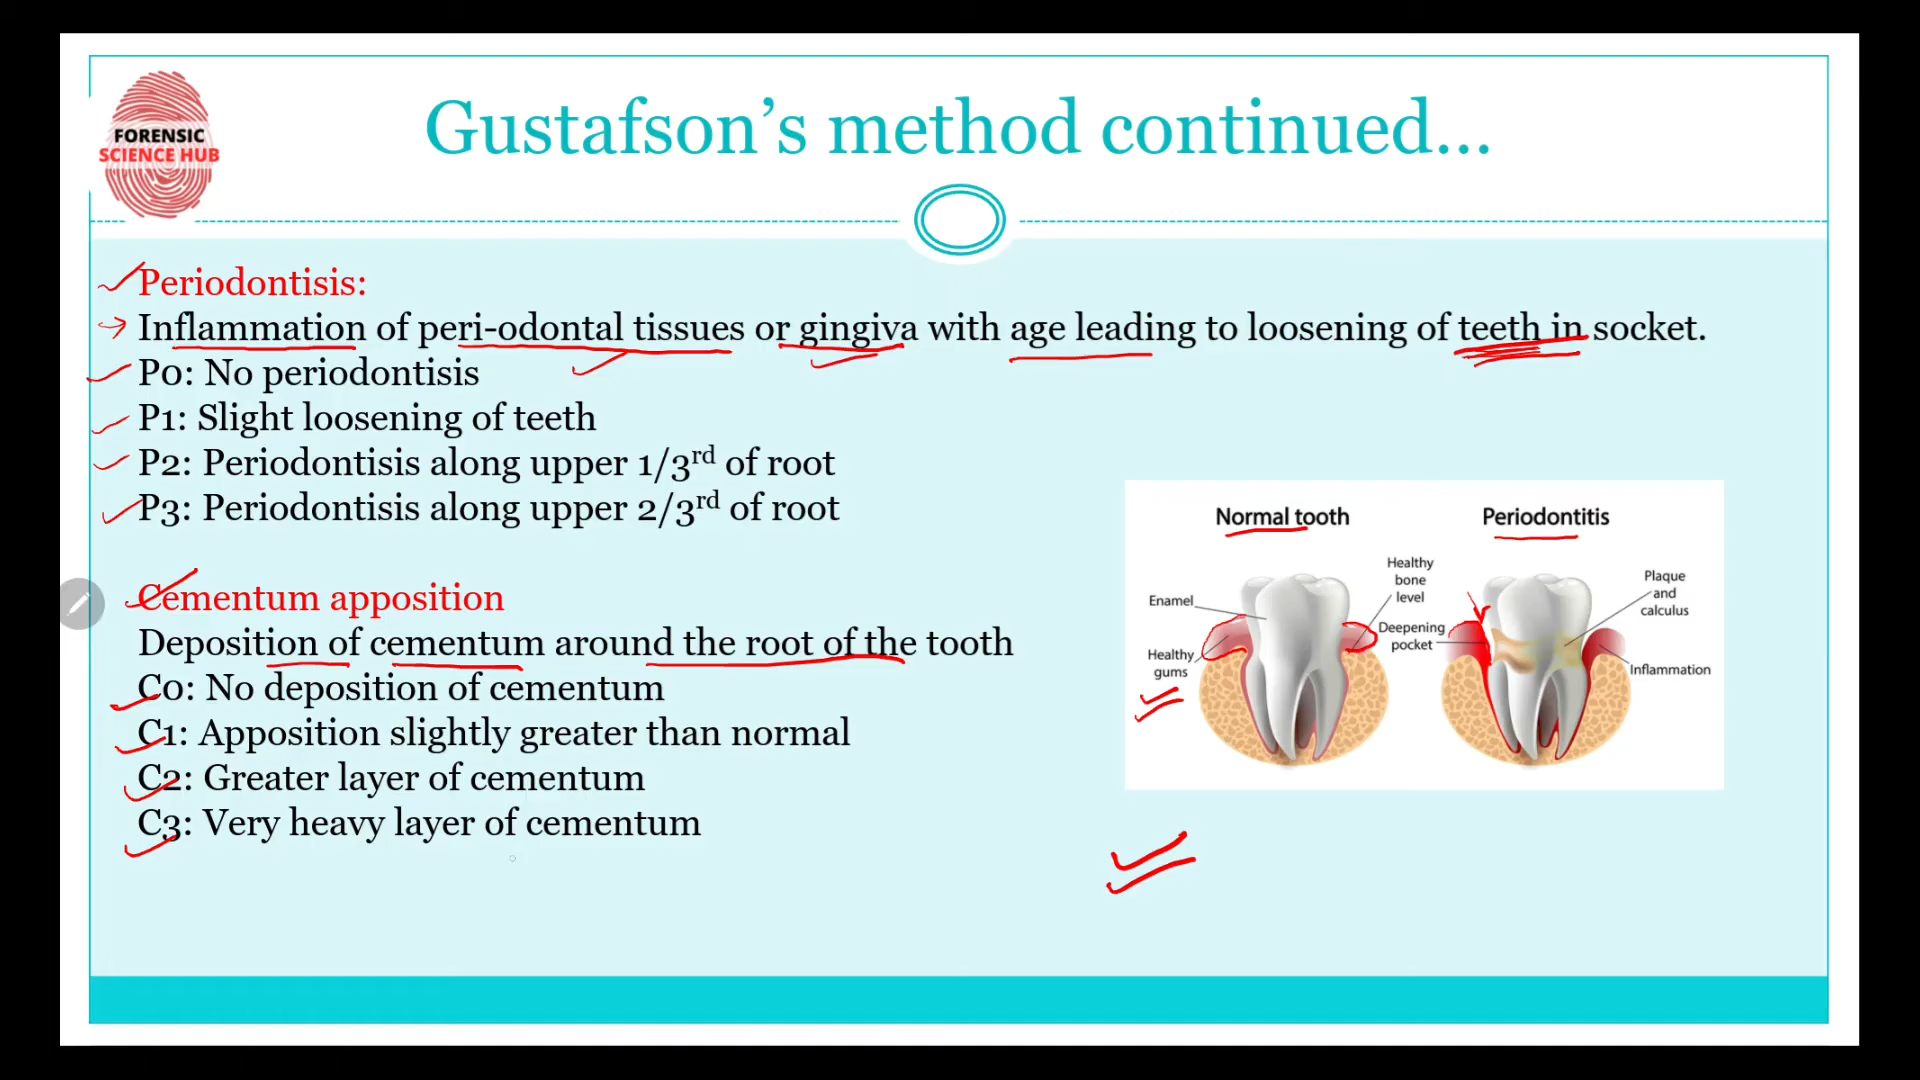 FORENSIC
SCIENCE HUB
Gustafson’s method continued…
Periodontisis:
Inflammation of peri-odontal tissues or gingiva with age leading to loosening of teeth in socket.
P0: No periodontisis
P1: Slight loosening of teeth
P2: Periodontisis along upper 1/3rd of root
P3: Periodontisis along upper 2/3rd of root
Cementum apposition
Deposition of cementum around the root of the tooth
C0: No deposition of cementum
C1: Apposition slightly greater than normal
C2: Greater layer of cementum
C3: Very heavy layer of cementum
Normal tooth
Enamel
Healthy
gums
Healthy
bone
level
Periodontitis
Deepening
pocket
Plaque
and
calculus
Inflammation